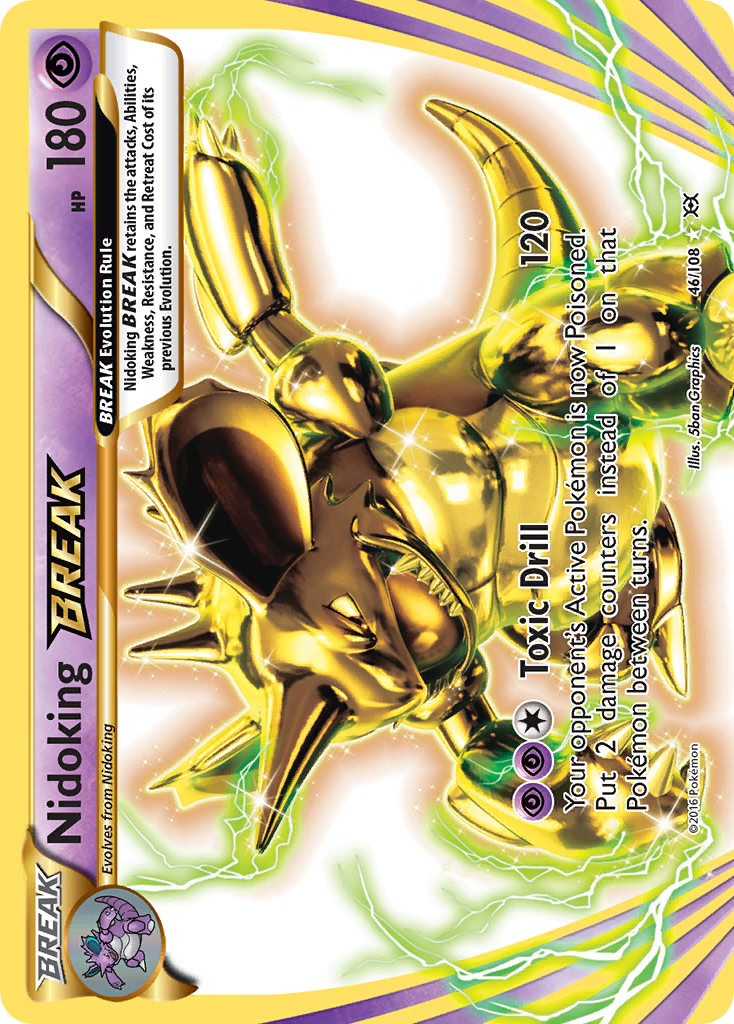 BREAK
Nidoking BREAK
HP 180
Evolves from Nidoking
BREAK Evolution Rule
Nidoking BREAK retains the attacks, Abilities,
Weakness, Resistance, and Retreat Cost of its
previous Evolution.
Toxic Drill 120
Your opponent's Active Pokémon is now Poisoned.
Put 2 damage counters instead of 1 on that
Pokémon between turns.
©2016 Pokémon
Illus. 5ban Graphics 46/108